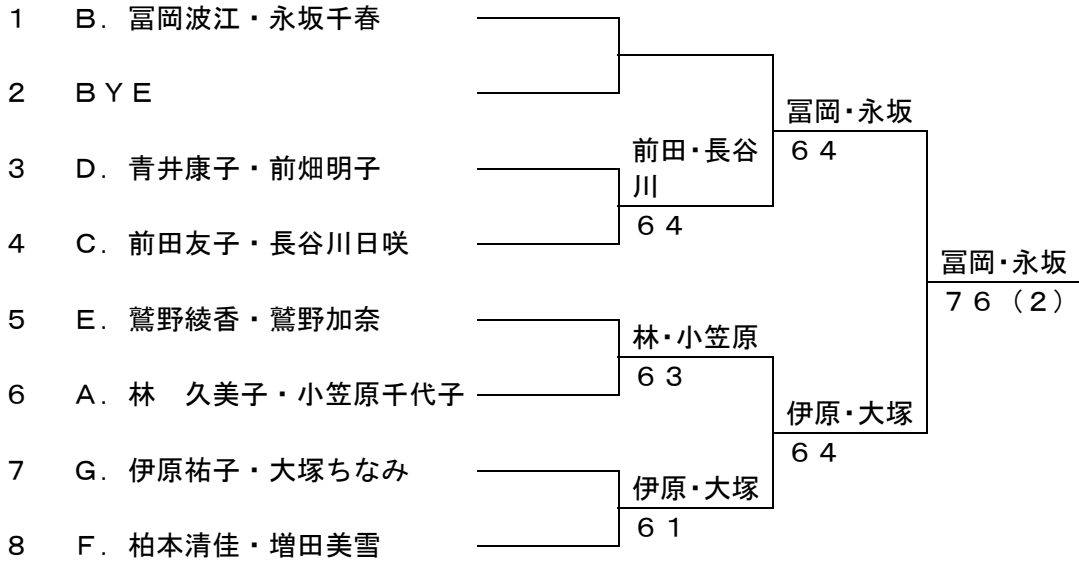 1 B. 冨岡波江・永坂千春
2 BYE
冨岡・永坂
64
3 D. 青井康子・前畑明子
前田・長谷
川
64
4 C. 前田友子・長谷川日咲
冨岡・永坂
76(2)
5 E. 鷲野綾香・鷲野加奈
林・小笠原
63
6 A. 林 久美子・小笠原千代子
伊原・大塚
64
7 G. 伊原祐子・大塚ちなみ
伊原・大塚
61
8 F. 柏本清佳・増田美雪